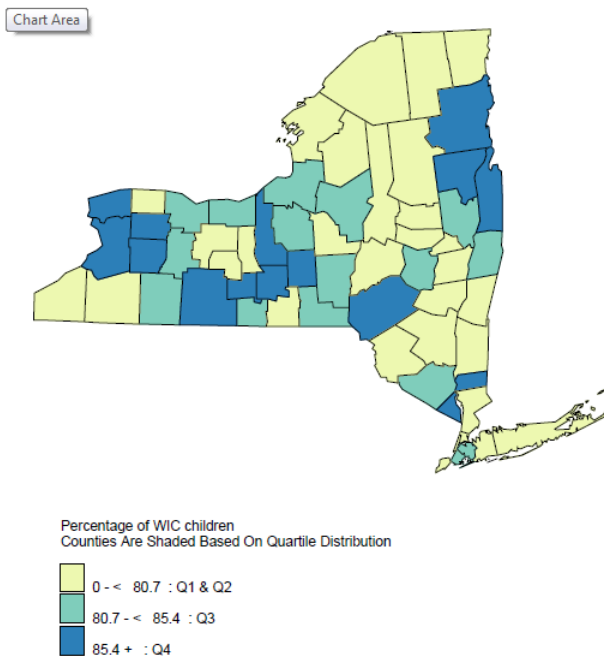 Chart Area
Percentage of WIC children
Counties Are Shaded Based On Quartile Distribution
0 - < 80.7 : Q1 & Q2
80.7 - < 85.4 : Q3
85.4 + : Q4